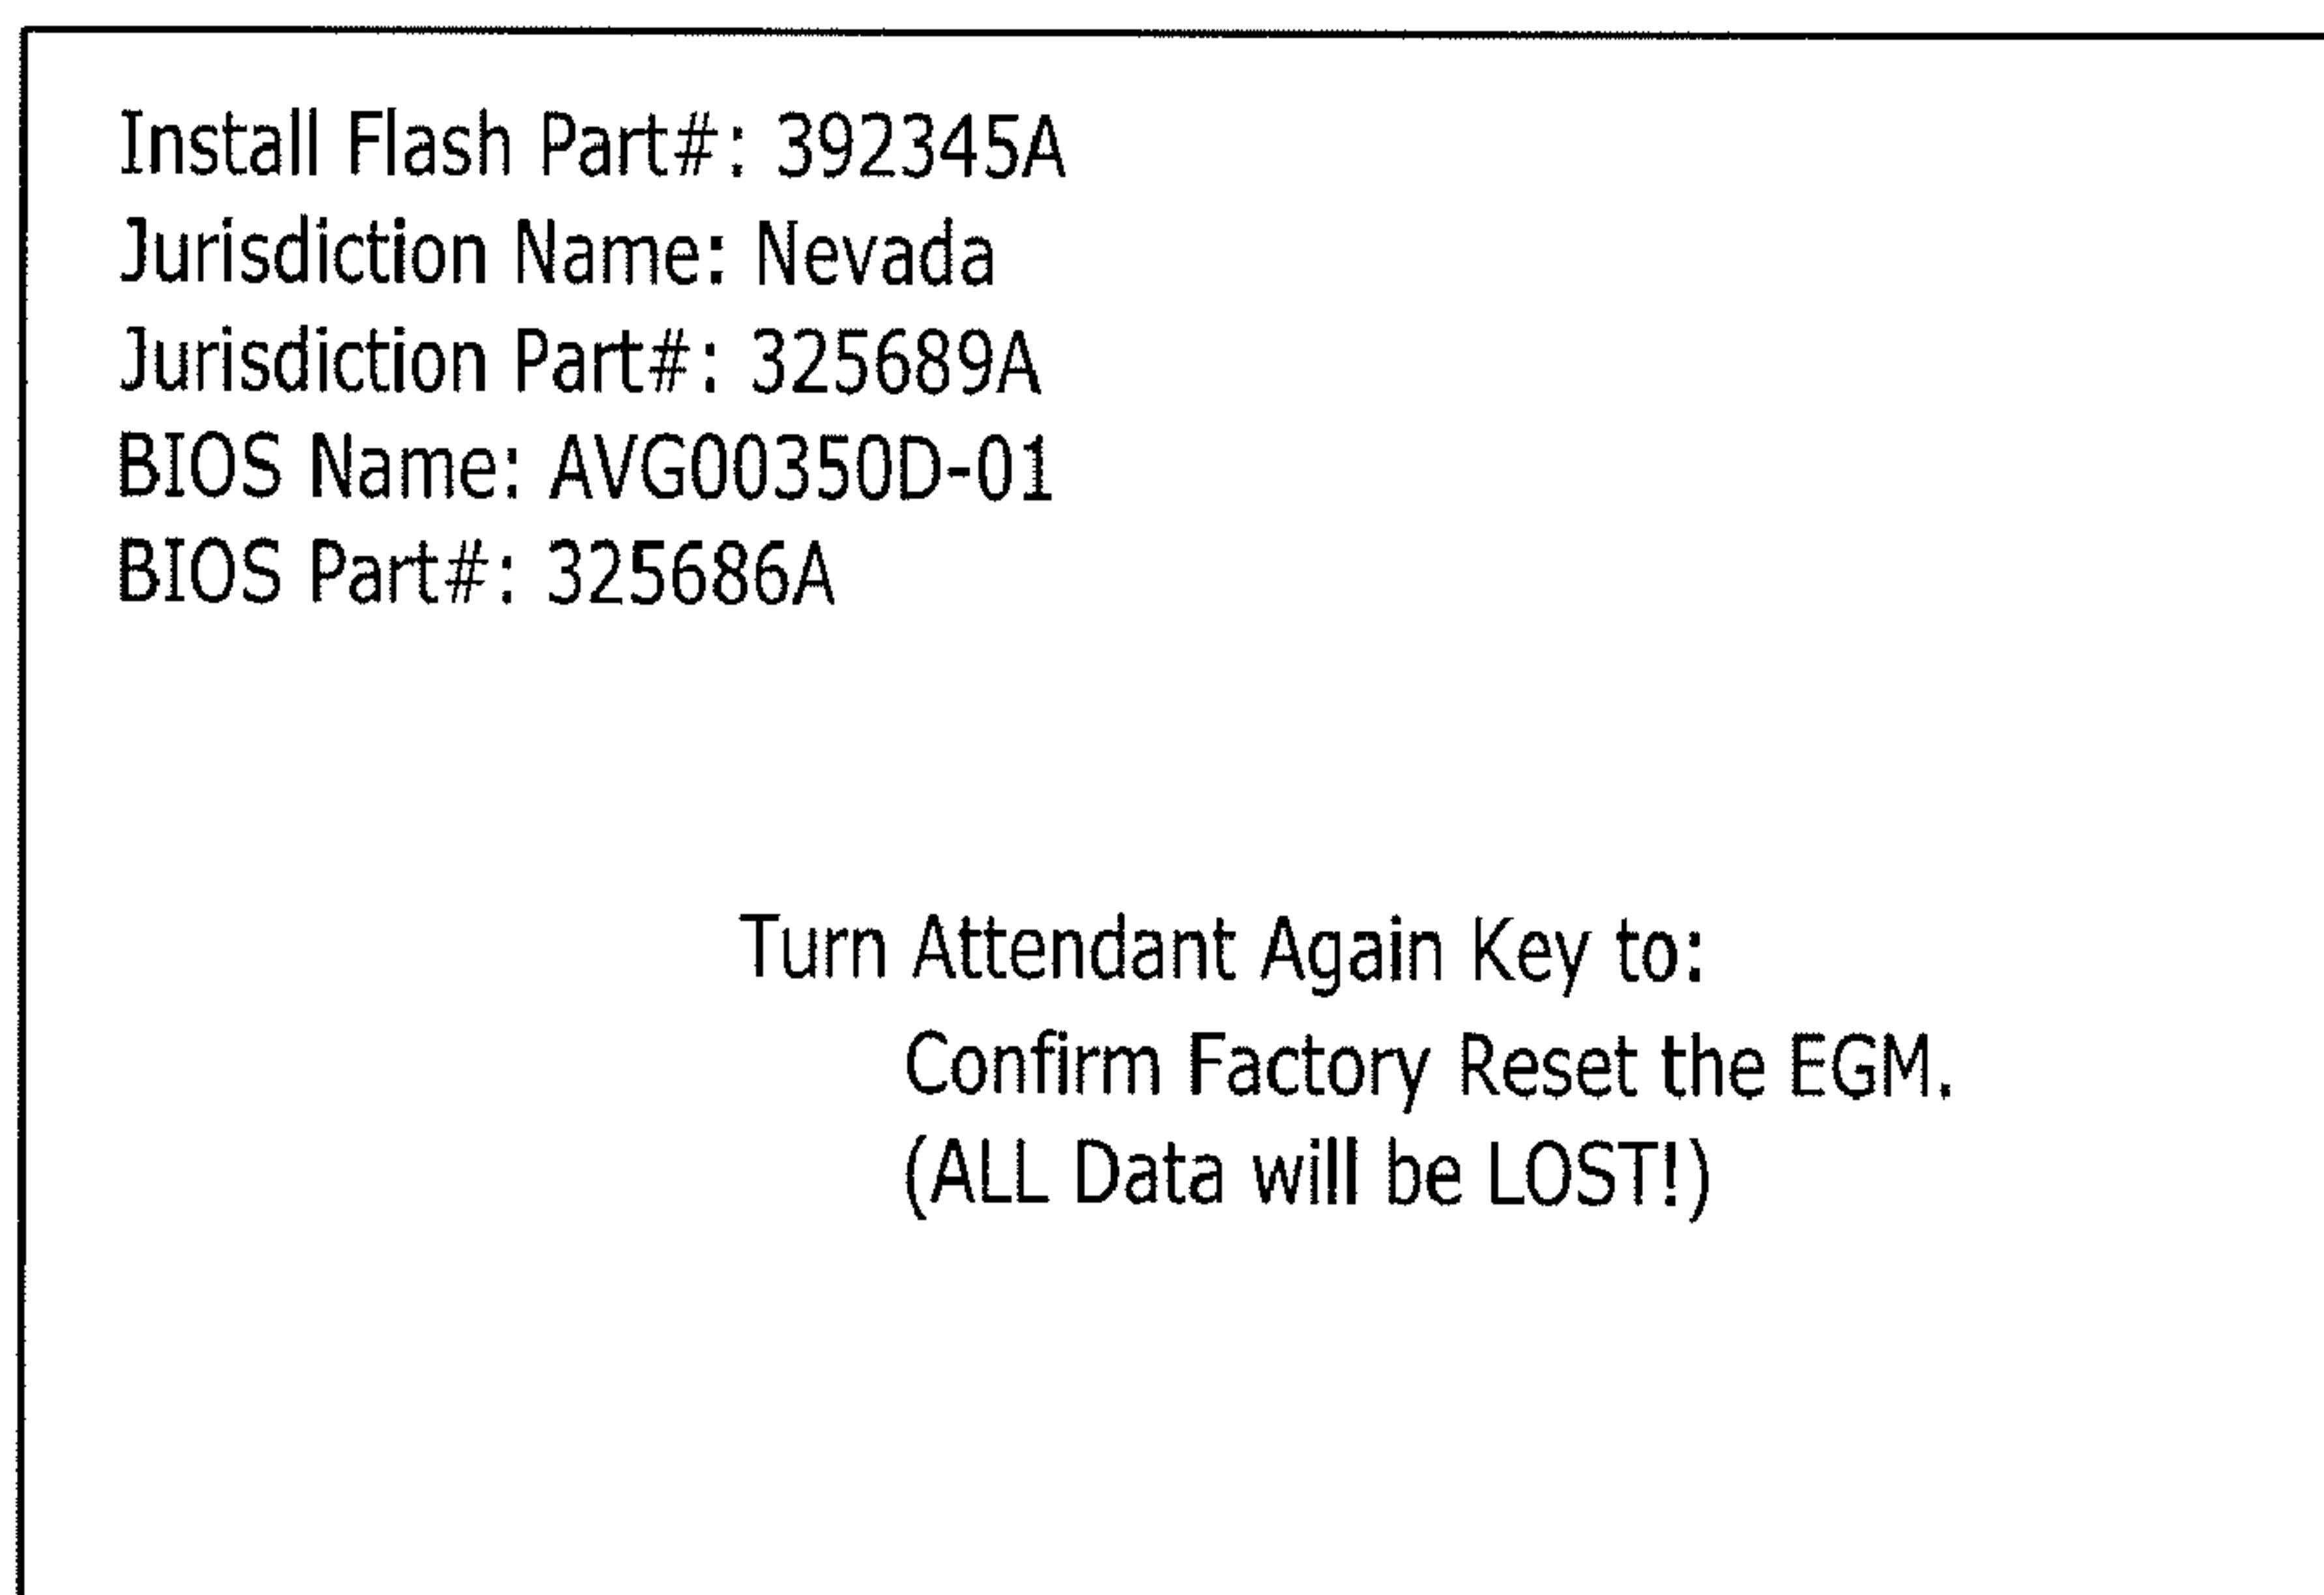 Install Flash Part#: 392345A
Jurisdiction Name: Nevada
Jurisdiction Part#: 325689A
BIOS Name: AVG00350D-01
BIOS Part#: 325686A
Turn Attendant Again Key to:
Confirm Factory Reset the EGM.
(ALL Data will be LOST!)